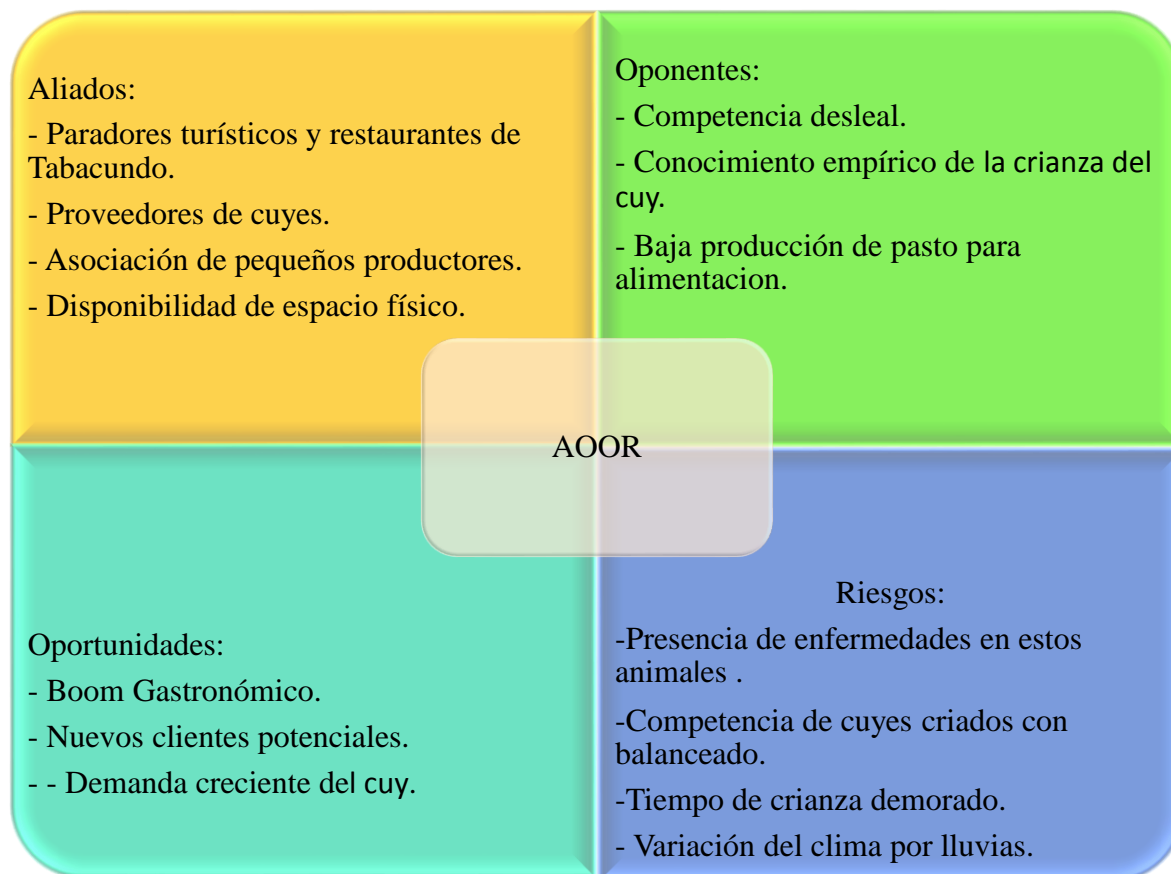 Aliados:
- Paradores turísticos y restaurantes de
Tabacundo.
- Proveedores de cuyes.
- Asociación de pequeños productores.
- Disponibilidad de espacio físico.
Oponentes:
- Competencia desleal.
- Conocimiento empírico de la crianza del
cuy.
- Baja producción de pasto para
alimentacion.
AOOR
Oportunidades:
- Boom Gastronómico.
- Nuevos clientes potenciales.
- - Demanda creciente del cuy.
Riesgos:
-Presencia de enfermedades en estos
animales .
-Competencia de cuyes criados con
balanceado.
-Tiempo de crianza demorado.
- Variación del clima por lluvias.